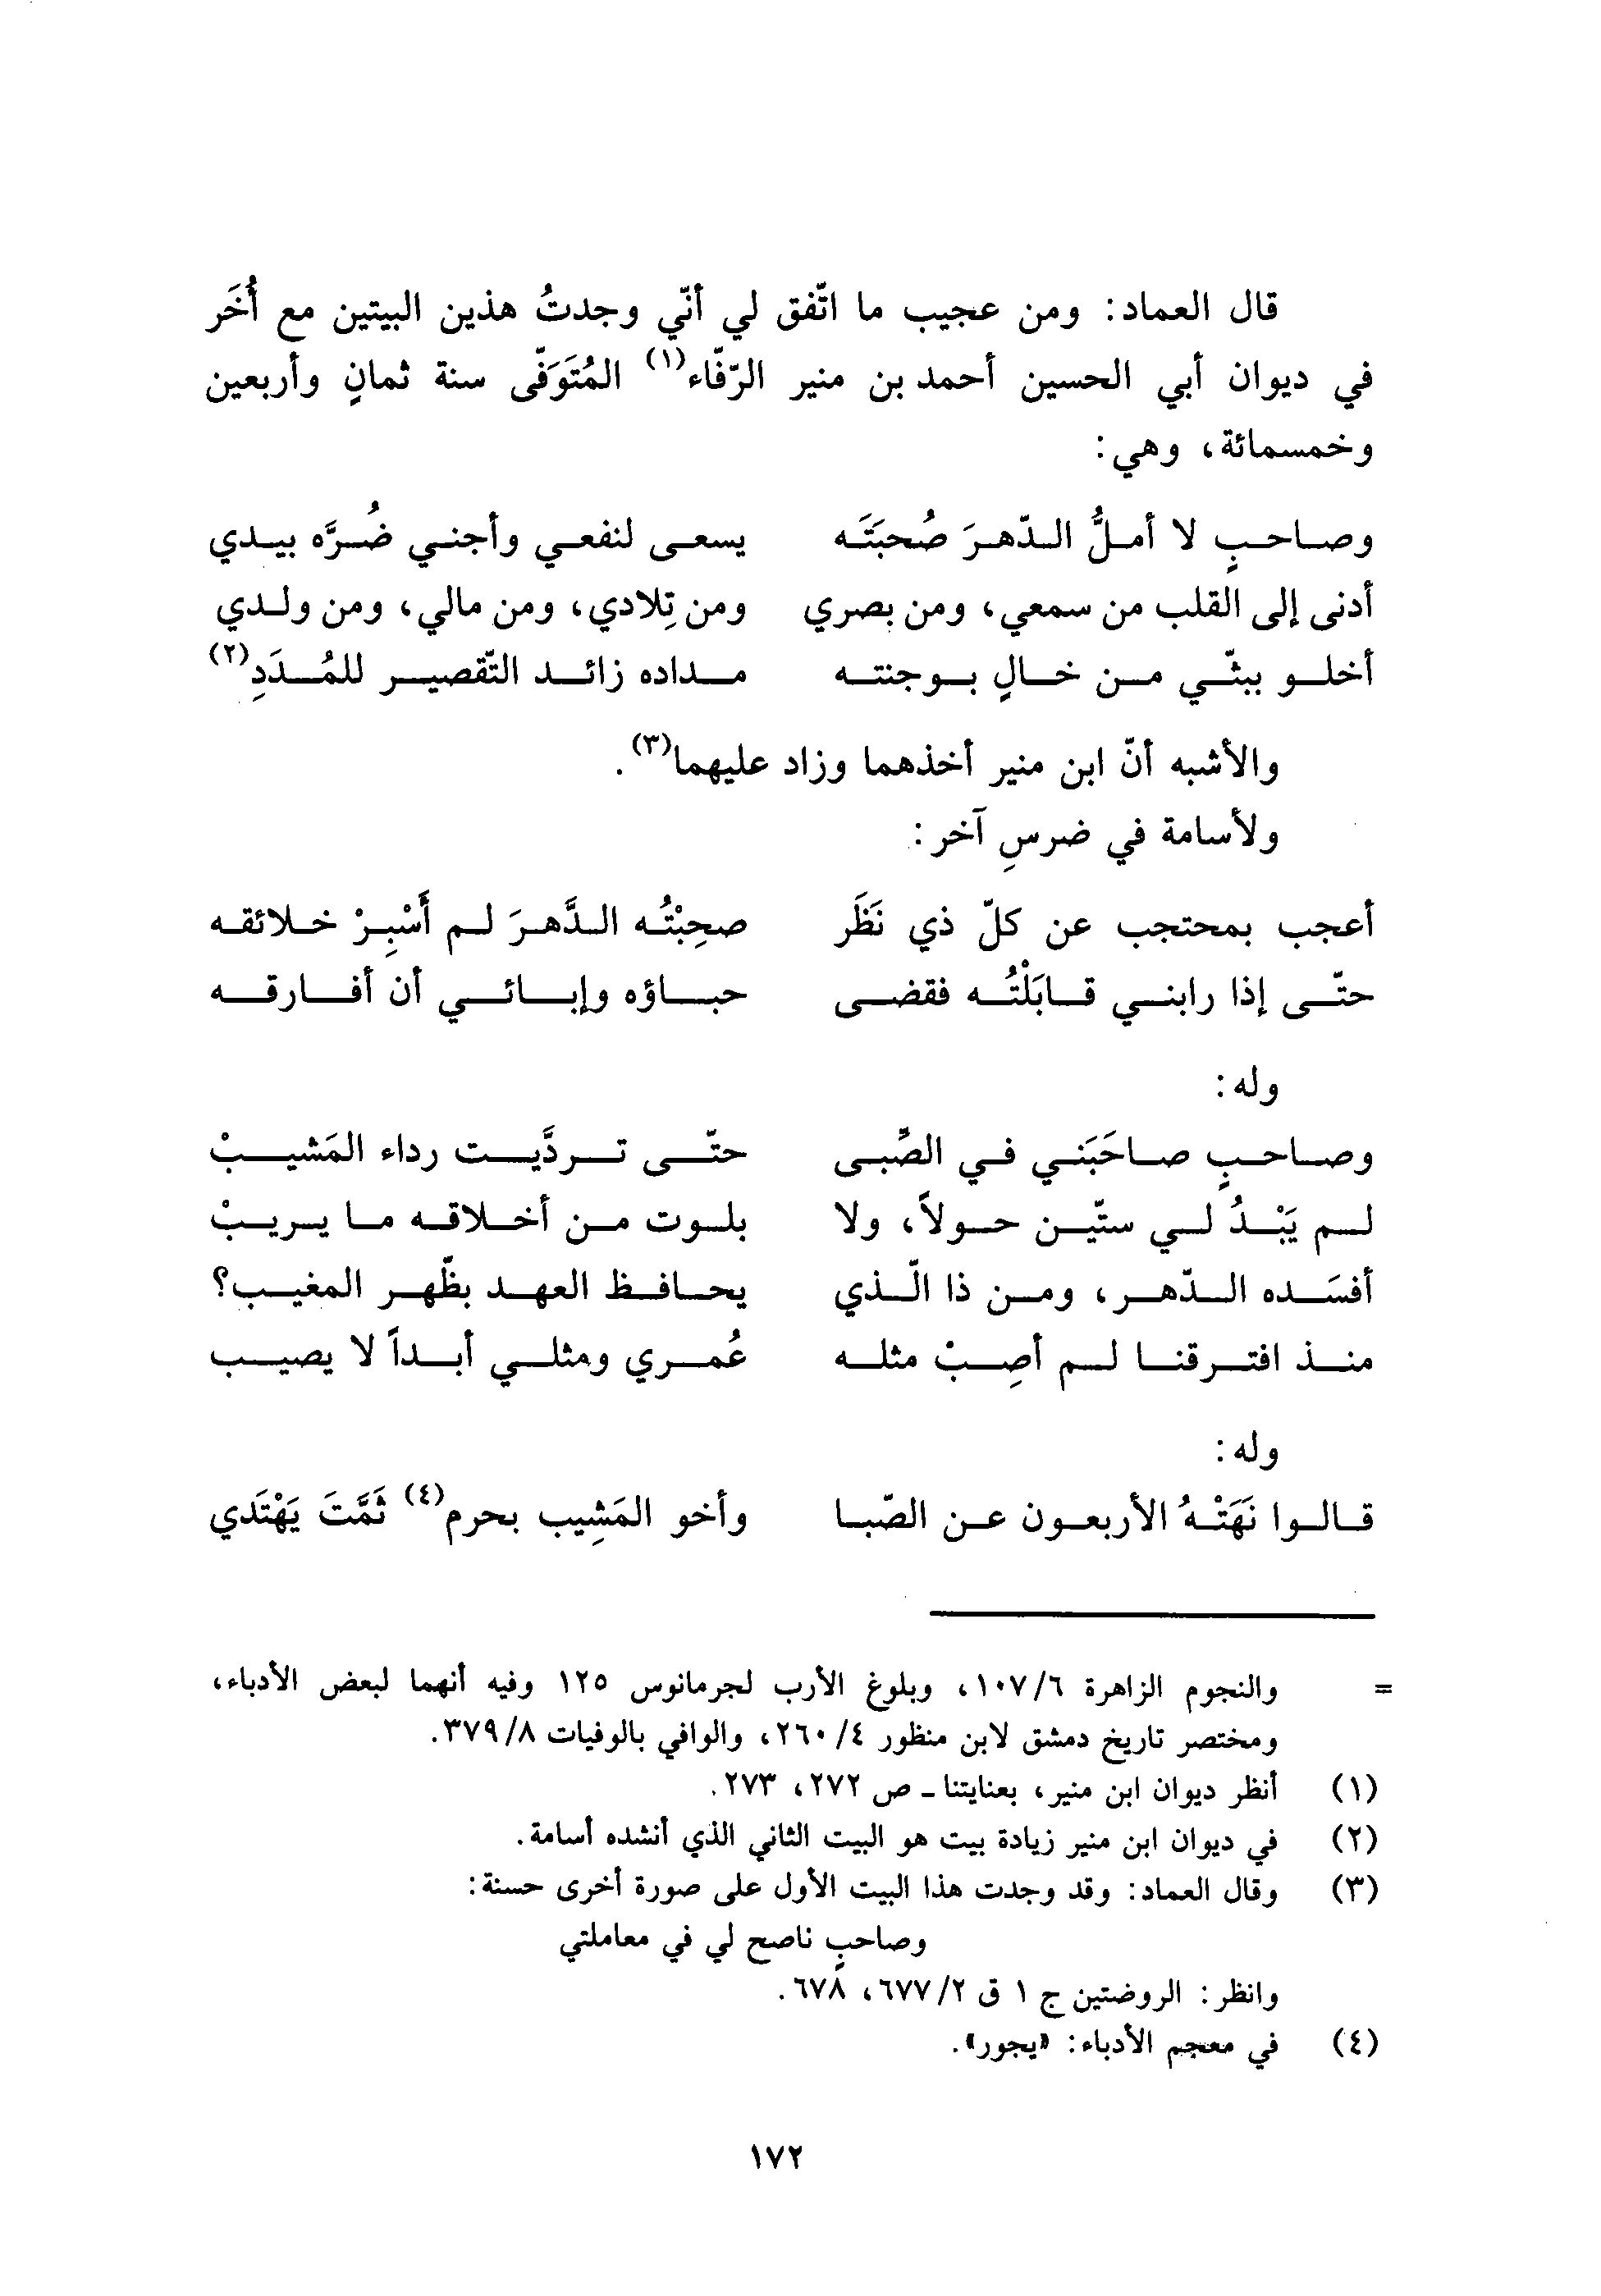 قال العماد: ومن عجيب ما اتّفق لي أنّي وجدتُ هذين البيتين مع أُخَر
في ديوان أبي الحسين أحمد بن منير الرّفّاء(١) المُتَوَفّى سنة ثمانٍ وأربعين
وخمسمائة، وهي:
وصاحبٍ لا أملُّ الدّهرَ صُحبَتَه يسعى لنفعي وأجني ضُرَّه بيدي
أدنى إلى القلب من سمعي، ومن بصري ومن تِلادي، ومن مالي، ومن ولدي
أخلو ببثّي من خالٍ بوجنته مداده زائد التّقصير للمُدَدِ(٢)
والأشبه أنّ ابن منير أخذهما وزاد عليهما(٣).
ولأسامة في ضرسٍ آخر:
أعجب بمحتجب عن كلّ ذي نَظَر صحِبْتُه الدَّهرَ لم أَسْبِرْ خلائقه
حتّى إذا رابني قابَلْتُه فقضى حباؤه وإبائي أن أفارقه
وله:
وصاحبٍ صاحَبَني في الصِّبى حتّى تردَّيت رداء المَشيبْ
لم يَبْدُ لي ستّين حولاً، ولا بلوت من أخلاقه ما يريبْ
أفسَده الدّهر، ومن ذا الّذي يحافظ العهد بظَهر المغيب؟
منذ افترقنا لم أصِبْ مثله عُمري ومثلي أبداً لا يصيب
وله:
قالوا نَهَتْهُ الأربعون عن الصّبا وأخو المَشِيب بحرم(٤) ثَمَّتَ يَهْتَدي
= والنجوم الزاهرة ١٠٧/٦، وبلوغ الأرب لجرمانوس ١٢٥ وفيه أنهما لبعض الأدباء،
ومختصر تاريخ دمشق لابن منظور ٢٦٠/٤، والوافي بالوفيات ٣٧٩/٨.
(١) أنظر ديوان ابن منير، بعنايتنا ـ ص ٢٧٢، ٢٧٣.
(٢) في ديوان ابن منير زيادة بيت هو البيت الثاني الذي أنشده أسامة.
(٣) وقال العماد: وقد وجدت هذا البيت الأول على صورة أخرى حسنة:
وصاحبٍ ناصح لي في معاملتي
وانظر: الروضتين ج ١ ق ٦٧٧/٢، ٦٧٨.
(٤) في معجم الأدباء: «يجور».
١٧٢